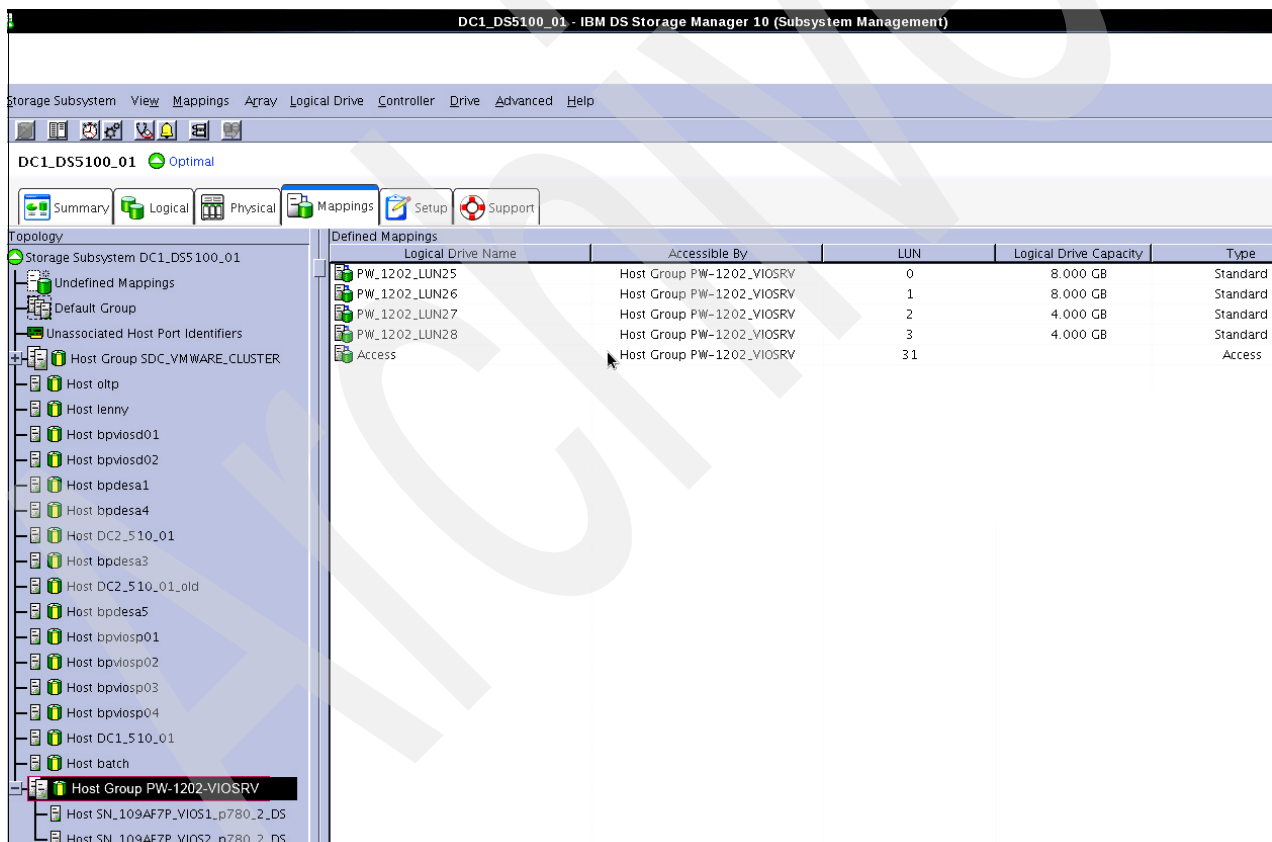 DC1_DS5100_01 - IBM DS Storage Manager 10 (Subsystem Management)
Storage Subsystem View Mappings Array Logical Drive Controller Drive Advanced Help
DC1_DS5100_01 Optimal
Summary Logical Physical Mappings Setup Support
Topology
Storage Subsystem DC1_DS5100_01
Undefined Mappings
Default Group
Unassociated Host Port Identifiers
Host Group SDC_VMWARE_CLUSTER
Host oltp
Host lenny
Host bpviosd01
Host bpviosd02
Host bpdesa1
Host bpdesa4
Host DC2_510_01
Host bpdesa3
Host DC2_510_01_old
Host bpdesa5
Host bpviosp01
Host bpviosp02
Host bpviosp03
Host bpviosp04
Host DC1_510_01
Host batch
Host Group PW-1202-VIOSRV
Host SN_109AF7P_VIOS1_p780_2_DS
Host SN_109AF7P_VIOS2_p780_2_DS
Defined Mappings
Logical Drive Name Accessible By LUN Logical Drive Capacity Type
PW_1202_LUN25 Host Group PW-1202_VIOSRV 0 8.000 GB Standard
PW_1202_LUN26 Host Group PW-1202_VIOSRV 1 8.000 GB Standard
PW_1202_LUN27 Host Group PW-1202_VIOSRV 2 4.000 GB Standard
PW_1202_LUN28 Host Group PW-1202_VIOSRV 3 4.000 GB Standard
Access Host Group PW-1202_VIOSRV 31 Access